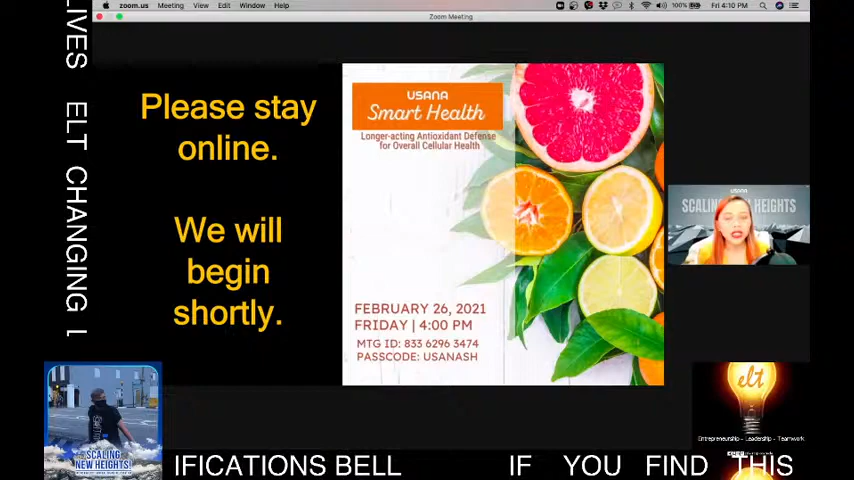 zoom.us Meeting View Edit Window Help
100% Fri 4:10 PM
Zoom Meeting
LIVES ELT CHANGING L
Please stay
online.
We will
begin
shortly.
USANA
Smart Health
Longer-acting Antioxidant Defense
for Overall Cellular Health
FEBRUARY 26, 2021
FRIDAY | 4:00 PM
MTG ID: 833 6296 3474
PASSCODE: USANASH
USANA
SCALING NEW HEIGHTS
SCALING
NEW HEIGHTS!
elt
Entrepreneurship - Leadership - Teamwork
IFICATIONS BELL IF YOU FIND THIS